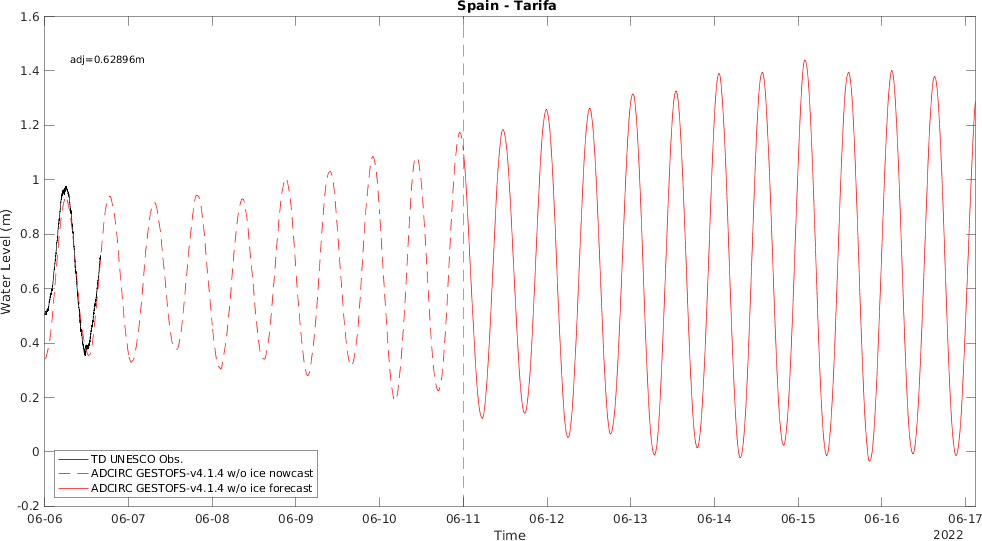 Spain - Tarifa
1.6
1.4
1.2
1
0.8
0.6
0.4
0.2
0
-0.2
Water Level (m)
adj=0.62896m
TD UNESCO Obs.
ADCIRC GESTOFS-v4.1.4 w/o ice nowcast
ADCIRC GESTOFS-v4.1.4 w/o ice forecast
06-06 06-07 06-08 06-09 06-10 06-11 06-12 06-13 06-14 06-15 06-16 06-17
Time
2022